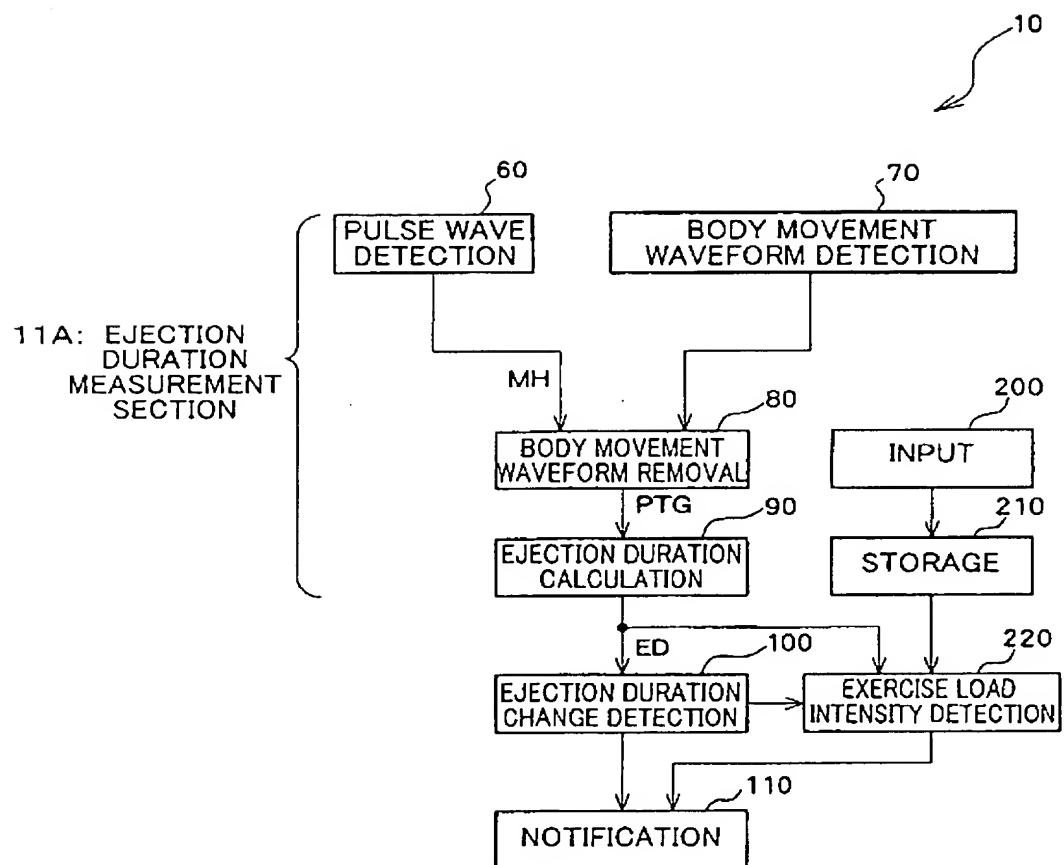 10
60
PULSE WAVE
DETECTION
70
BODY MOVEMENT
WAVEFORM DETECTION
11A: EJECTION
DURATION
MEASUREMENT
SECTION
MH
80
BODY MOVEMENT
WAVEFORM REMOVAL
200
INPUT
PTG
90
EJECTION DURATION
CALCULATION
210
STORAGE
ED
100
EJECTION DURATION
CHANGE DETECTION
220
EXERCISE LOAD
INTENSITY DETECTION
110
NOTIFICATION